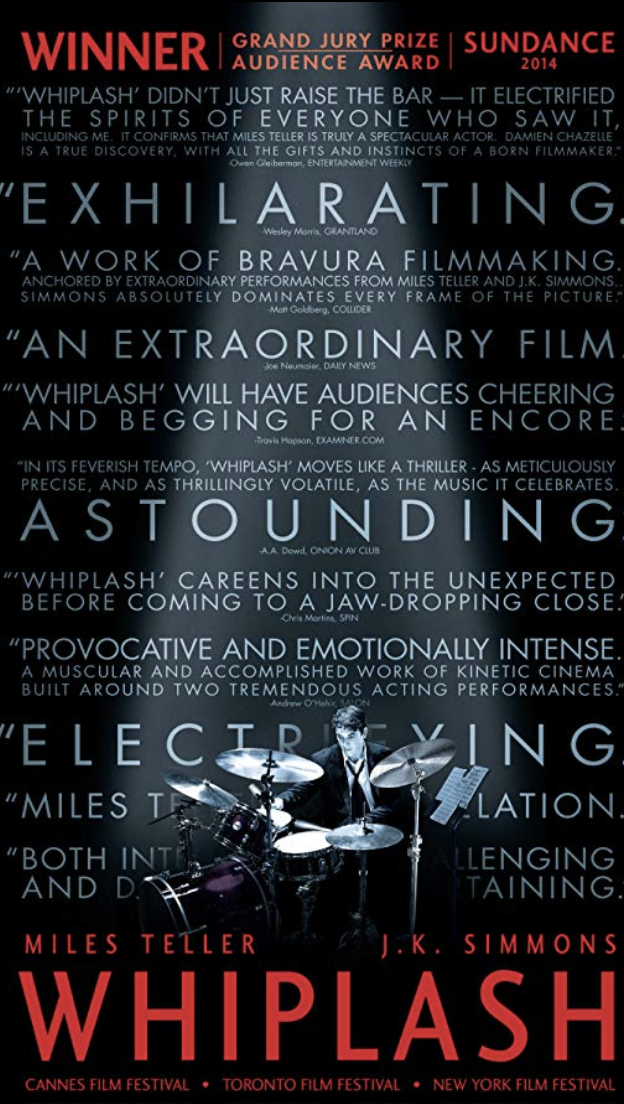 WINNER
GRAND JURY PRIZE
AUDIENCE AWARD
SUNDANCE
2014
"'WHIPLASH' DIDN'T JUST RAISE THE BAR — IT ELECTRIFIED
THE SPIRITS OF EVERYONE WHO SAW IT,
INCLUDING ME. IT CONFIRMS THAT MILES TELLER IS TRULY A SPECTACULAR ACTOR. DAMIEN CHAZELLE
IS A TRUE DISCOVERY, WITH ALL THE GIFTS AND INSTINCTS OF A BORN FILMMAKER."
-Owen Gleiberman, ENTERTAINMENT WEEKLY
"EXHILARATING.
-Wesley Morris, GRANTLAND
"A WORK OF BRAVURA FILMMAKING.
ANCHORED BY EXTRAORDINARY PERFORMANCES FROM MILES TELLER AND J.K. SIMMONS...
SIMMONS ABSOLUTELY DOMINATES EVERY FRAME OF THE PICTURE."
-Matt Goldberg, COLLIDER
"AN EXTRAORDINARY FILM.
-Joe Neumaier, DAILY NEWS
"'WHIPLASH' WILL HAVE AUDIENCES CHEERING
AND BEGGING FOR AN ENCORE.
-Travis Hopson, EXAMINER.COM
"IN ITS FEVERISH TEMPO, 'WHIPLASH' MOVES LIKE A THRILLER - AS METICULOUSLY
PRECISE, AND AS THRILLINGLY VOLATILE, AS THE MUSIC IT CELEBRATES.
ASTOUNDING.
-A.A. Dowd, ONION AV CLUB
"'WHIPLASH' CAREENS INTO THE UNEXPECTED
BEFORE COMING TO A JAW-DROPPING CLOSE."
-Chris Martins, SPIN
"PROVOCATIVE AND EMOTIONALLY INTENSE.
A MUSCULAR AND ACCOMPLISHED WORK OF KINETIC CINEMA
BUILT AROUND TWO TREMENDOUS ACTING PERFORMANCES."
-Andrew O'Hehir, SALON
"ELECTRIFYING.
"MILES TE LATION.
"BOTH INT LLENGING
AND D TAINING.
MILES TELLER
J.K. SIMMONS
WHIPLASH
CANNES FILM FESTIVAL • TORONTO FILM FESTIVAL • NEW YORK FILM FESTIVAL